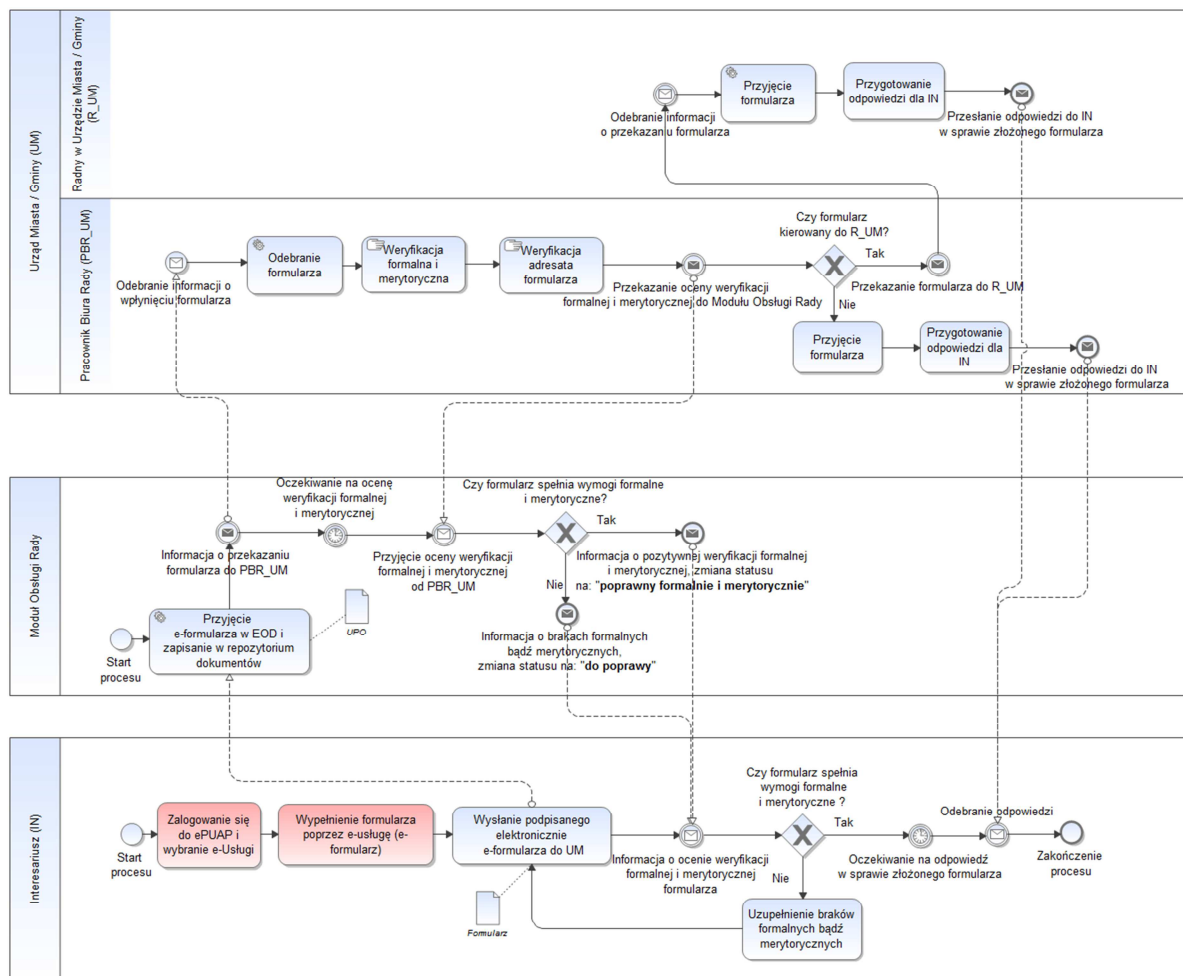 Urząd Miasta / Gminy (UM)
Radny w Urzędzie Miasta / Gminy
(R_UM)
Odebranie informacji
o przekazaniu formularza
Przyjęcie
formularza
Przygotowanie
odpowiedzi dla IN
Przesłanie odpowiedzi do IN
w sprawie złożonego formularza
Pracownik Biura Rady (PBR_UM)
Odebranie informacji o
wpłynięciu formularza
Odebranie
formularza
Weryfikacja
formalna i
merytoryczna
Weryfikacja
adresata
formularza
Przekazanie oceny weryfikacji
formalnej i merytorycznej do Modułu Obsługi Rady
Czy formularz
kierowany do R_UM?
Tak
Przekazanie formularza do R_UM
Nie
Przyjęcie
formularza
Przygotowanie
odpowiedzi dla
IN
Przesłanie odpowiedzi do IN
w sprawie złożonego formularza
Moduł Obsługi Rady
Start
procesu
Przyjęcie
e-formularza w EOD i
zapisanie w repozytorium
dokumentów
UPO
Informacja o przekazaniu
formularza do PBR_UM
Oczekiwanie na ocenę
weryfikacji formalnej
i merytorycznej
Przyjęcie oceny weryfikacji
formalnej i merytorycznej
od PBR_UM
Czy formularz spełnia wymogi formalne
i merytoryczne?
Tak
Informacja o pozytywnej weryfikacji formalnej
i merytorycznej, zmiana statusu
na: "poprawny formalnie i merytorycznie"
Nie
Informacja o brakach formalnych
bądź merytorycznych,
zmiana statusu na: "do poprawy"
Interesariusz (IN)
Start
procesu
Zalogowanie się
do ePUAP i
wybranie e-Usługi
Wypełnienie formularza
poprzez e-usługę (e-
formularz)
Wysłanie podpisanego
elektronicznie
e-formularza do UM
Fomularz
Informacja o ocenie weryfikacji
formalnej i merytorycznej
formularza
Czy formularz spełnia
wymogi formalne
i merytoryczne ?
Tak
Oczekiwanie na odpowiedź
w sprawie złożonego formularza
Odebranie odpowiedzi
Zakończenie
procesu
Nie
Uzupełnienie braków
formalnych bądź
merytorycznych